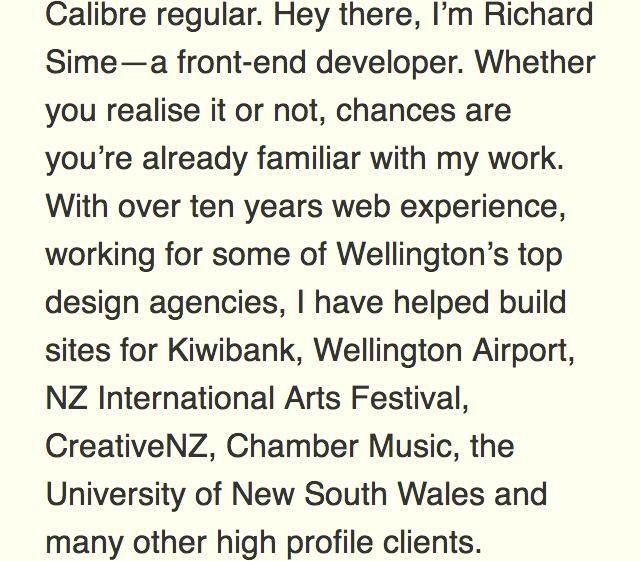 Calibre regular. Hey there, I’m Richard
Sime—a front-end developer. Whether
you realise it or not, chances are
you’re already familiar with my work.
With over ten years web experience,
working for some of Wellington’s top
design agencies, I have helped build
sites for Kiwibank, Wellington Airport,
NZ International Arts Festival,
CreativeNZ, Chamber Music, the
University of New South Wales and
many other high profile clients.